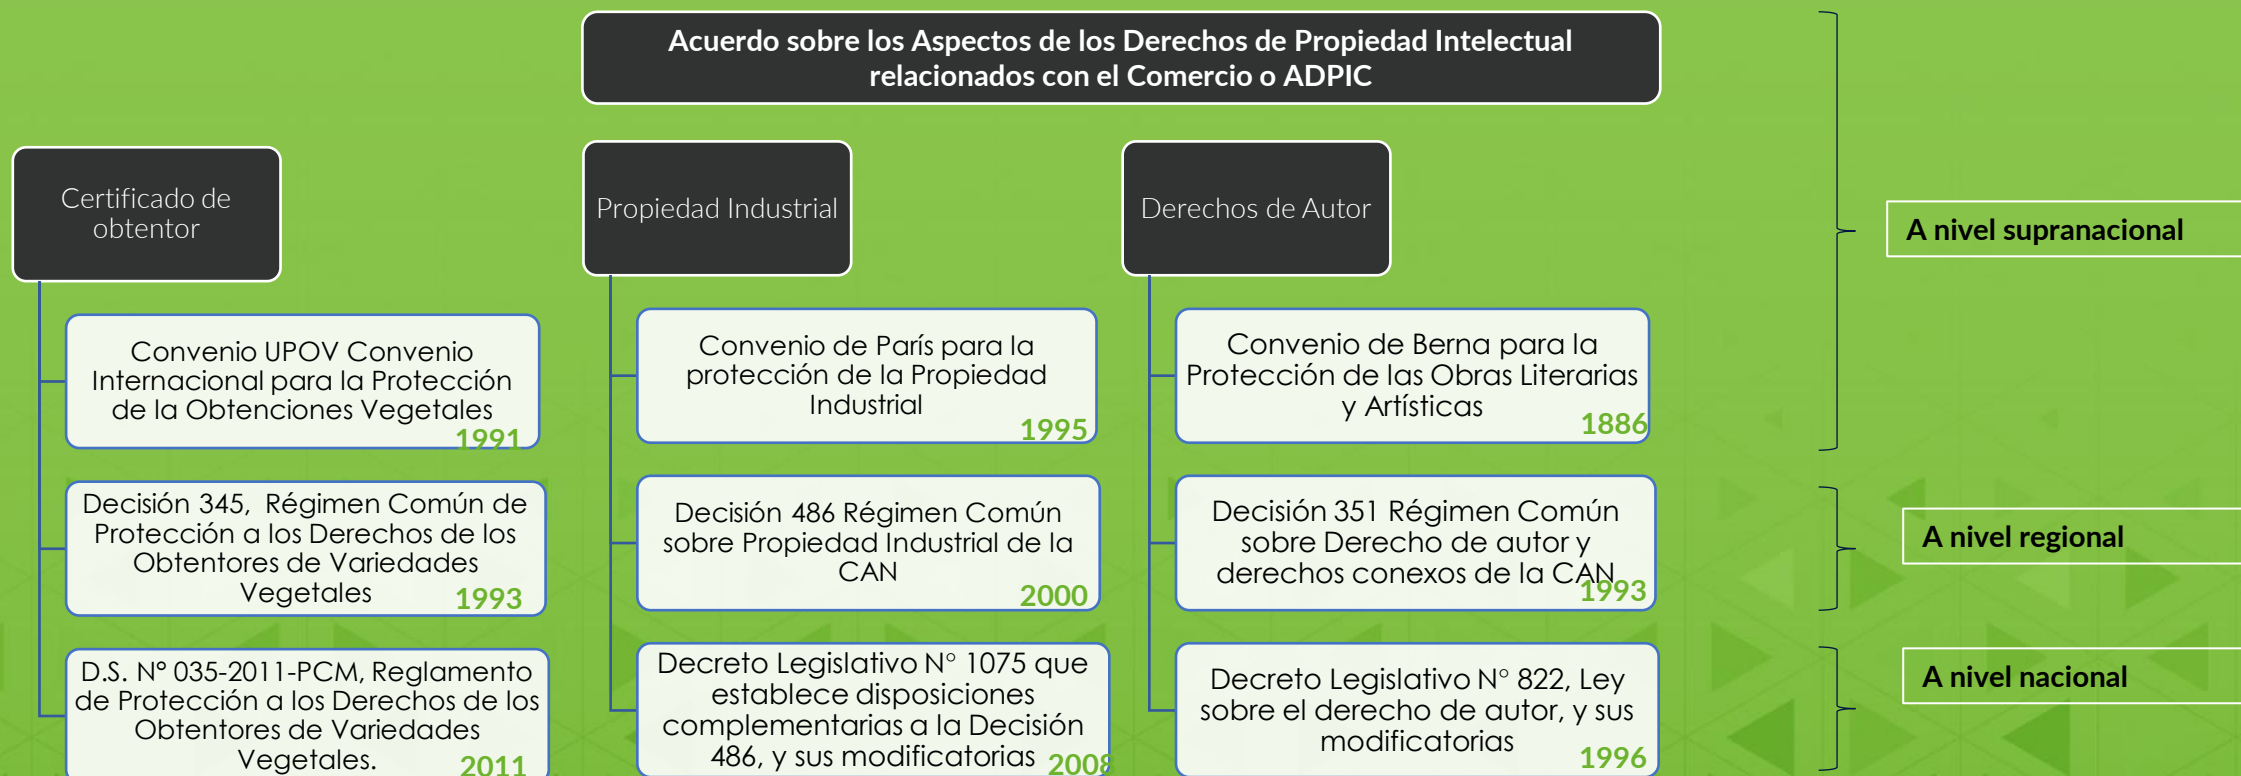 Acuerdo sobre los Aspectos de los Derechos de Propiedad Intelectual
relacionados con el Comercio o ADPIC
Certificado de
obtentor
Convenio UPOV Convenio
Internacional para la Protección
de la Obtenciones Vegetales
1991
Decisión 345, Régimen Común de
Protección a los Derechos de los
Obtentores de Variedades
Vegetales
1993
D.S. N° 035-2011-PCM, Reglamento
de Protección a los Derechos de los
Obtentores de Variedades
Vegetales.
2011
Propiedad Industrial
Convenio de París para la
protección de la Propiedad
Industrial
1995
Decisión 486 Régimen Común
sobre Propiedad Industrial de la
CAN
2000
Decreto Legislativo N° 1075 que
establece disposiciones
complementarias a la Decisión
486, y sus modificatorias
2008
Derechos de Autor
Convenio de Berna para la
Protección de las Obras Literarias
y Artísticas
1886
Decisión 351 Régimen Común
sobre Derecho de autor y
derechos conexos de la CAN
1993
Decreto Legislativo N° 822, Ley
sobre el derecho de autor, y sus
modificatorias
1996
A nivel supranacional
A nivel regional
A nivel nacional